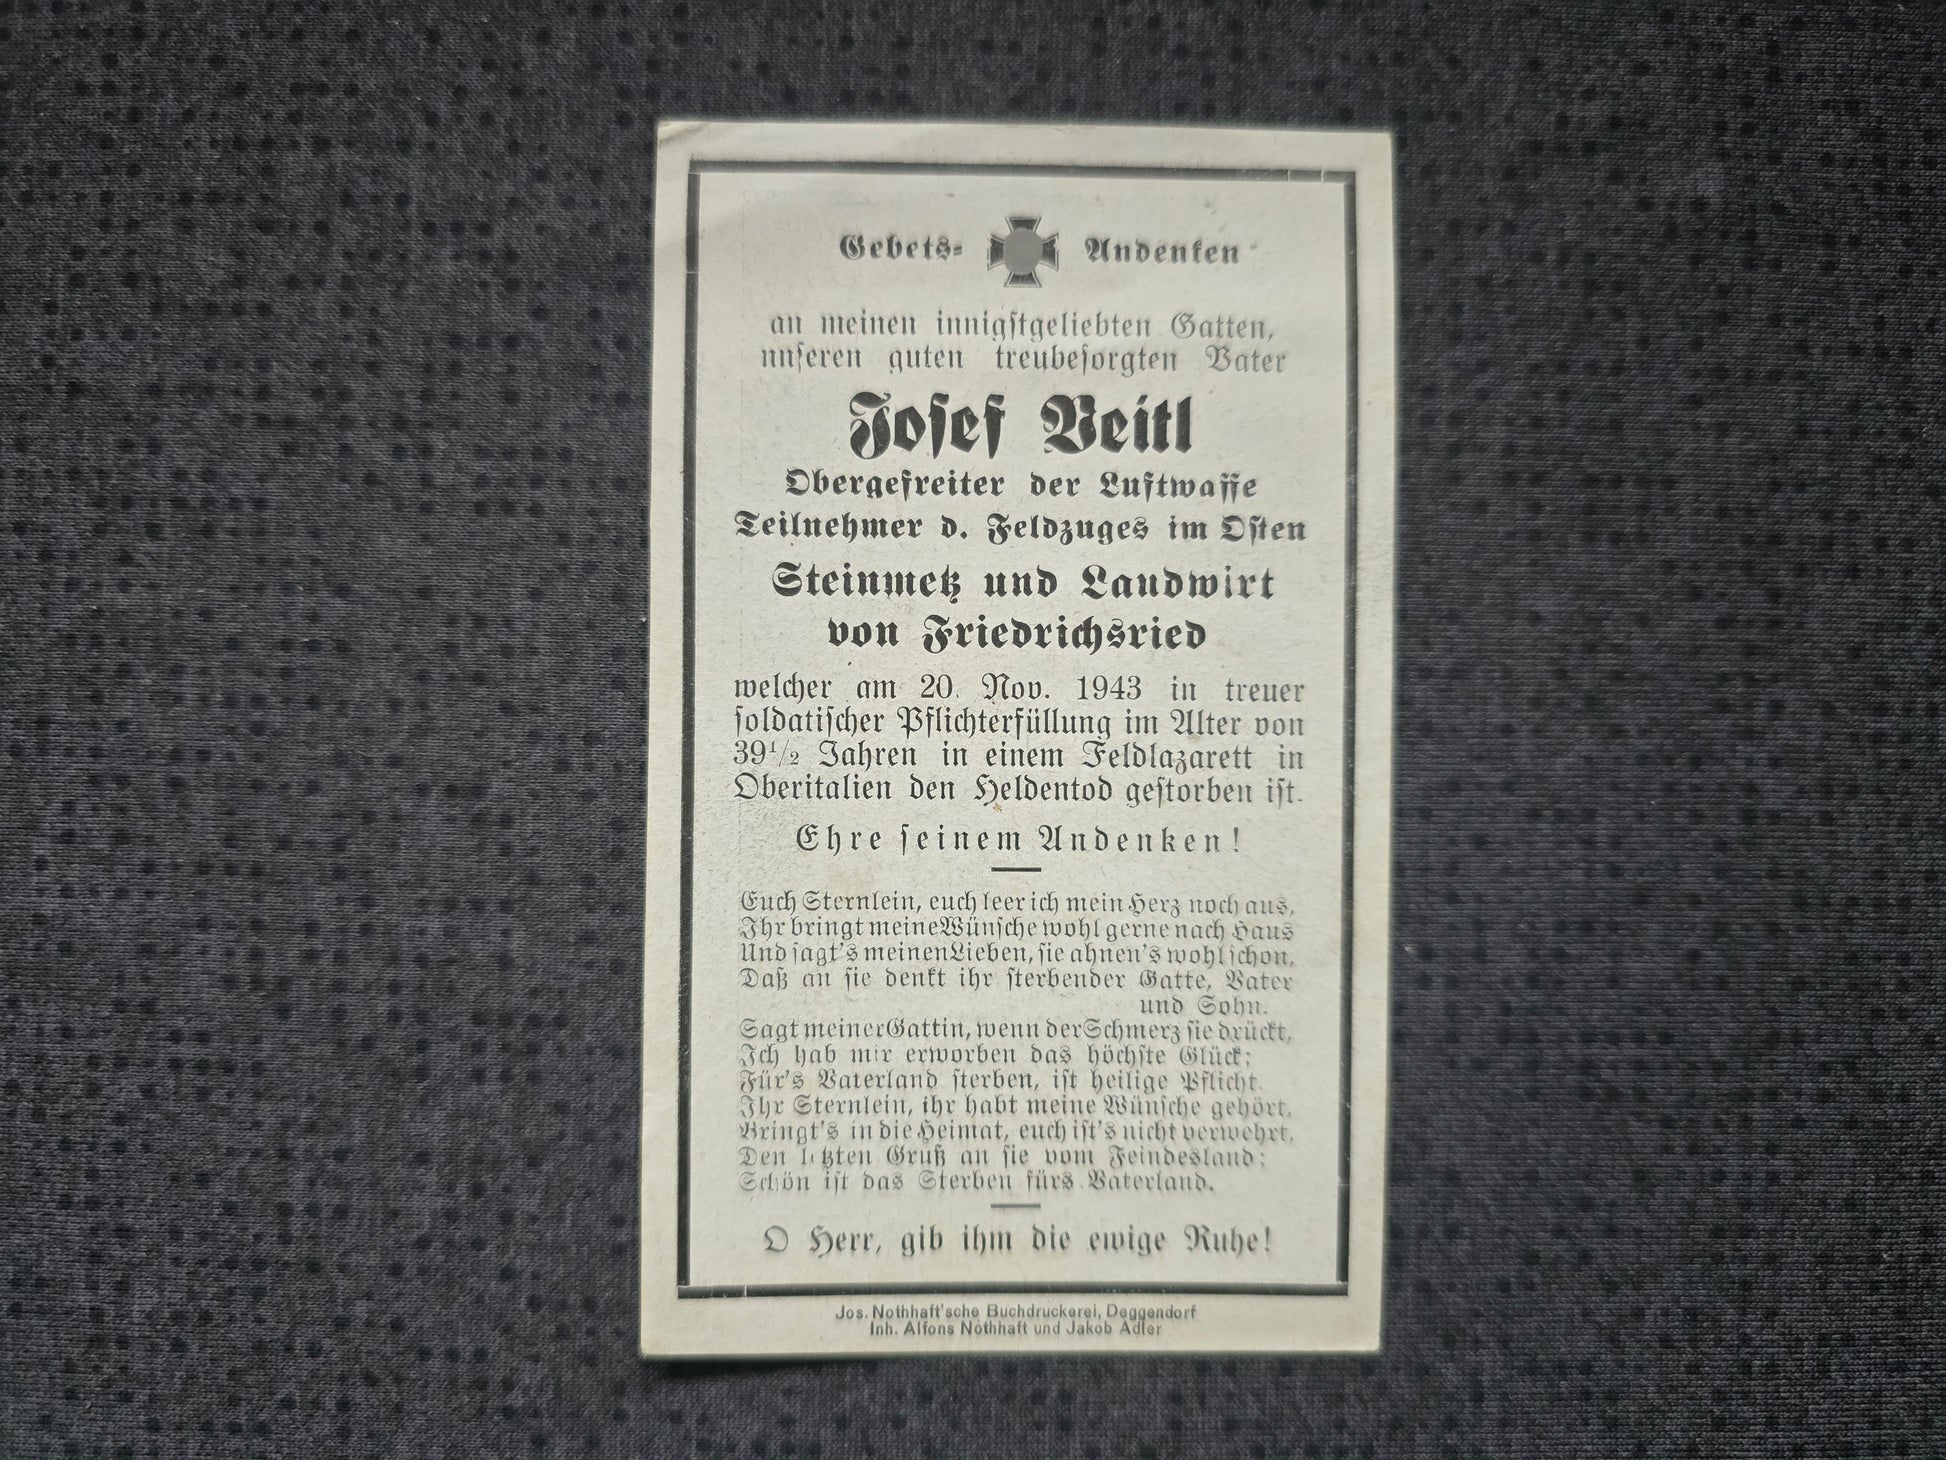 Gebets- Andenken
an meinen innigstgeliebten Gatten,
unseren guten treubesorgten Vater
Josef Veitl
Obergefreiter der Luftwaffe
Teilnehmer d. Feldzuges im Osten
Steinmetz und Landwirt
von Friedrichsried
welcher am 20. Nov. 1943 in treuer
soldatischer Pflichterfüllung im Alter von
39½ Jahren in einem Feldlazarett in
Oberitalien den Heldentod gestorben ist.
Ehre seinem Andenken!
Euch Sternlein, euch leer ich mein Herz noch aus,
Ihr bringt meine Wünsche wohl gerne nach Haus
Und sagt's meinen Lieben, sie ahnen's wohl schon,
Daß an sie denkt ihr sterbender Gatte, Vater
und Sohn.
Sagt meiner Gattin, wenn der Schmerz sie drückt,
Ich hab mir erworben das höchste Glück;
Für's Vaterland sterben, ist heilige Pflicht.
Ihr Sternlein, ihr habt meine Wünsche gehört,
Bringt's in die Heimat, euch ist's nicht verwehrt,
Den letzten Gruß an sie vom Feindesland;
Schön ist das Sterben fürs Vaterland.
O Herr, gib ihm die ewige Ruhe!
Jos. Nothhaft'sche Buchdruckerei, Deggendorf
Inh. Alfons Nothhaft und Jakob Adler